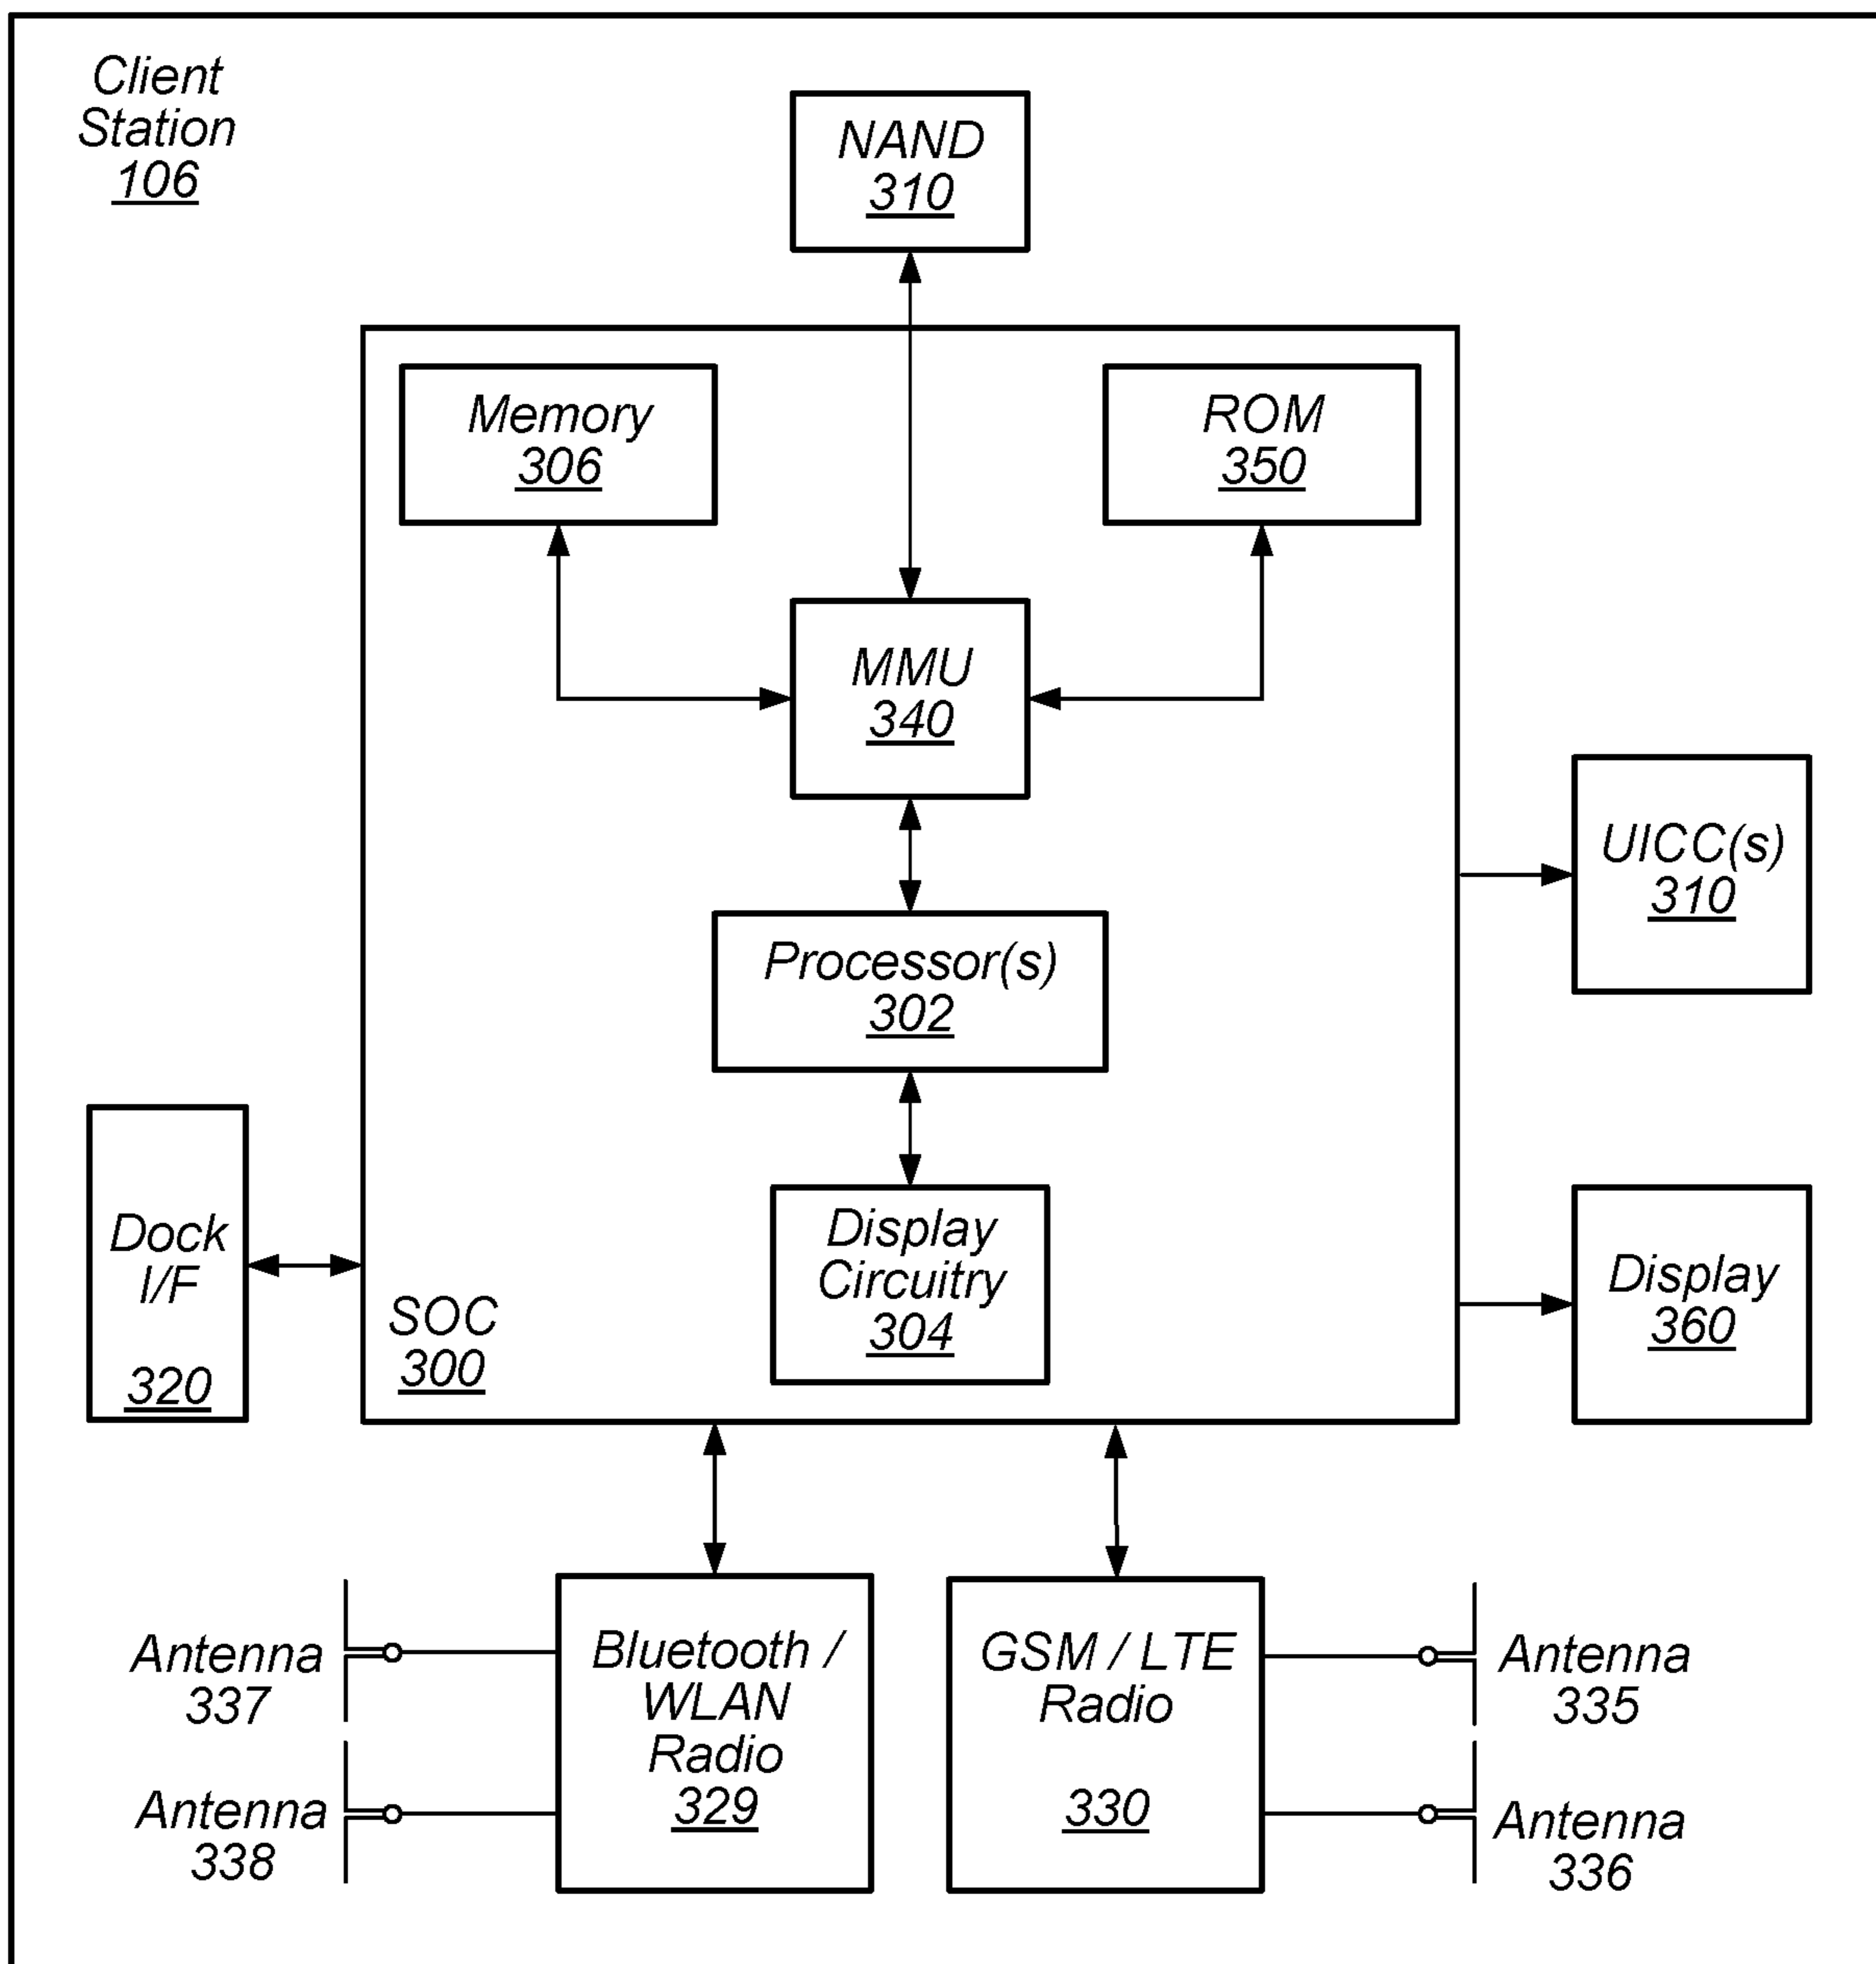 Client
Station
106
NAND
310
Memory
306
ROM
350
MMU
340
UICC(s)
310
Processor(s)
302
Dock
I/F
320
Display
Circuitry
304
SOC
300
Display
360
Antenna
337
Antenna
338
Bluetooth /
WLAN
Radio
329
GSM / LTE
Radio
330
Antenna
335
Antenna
336